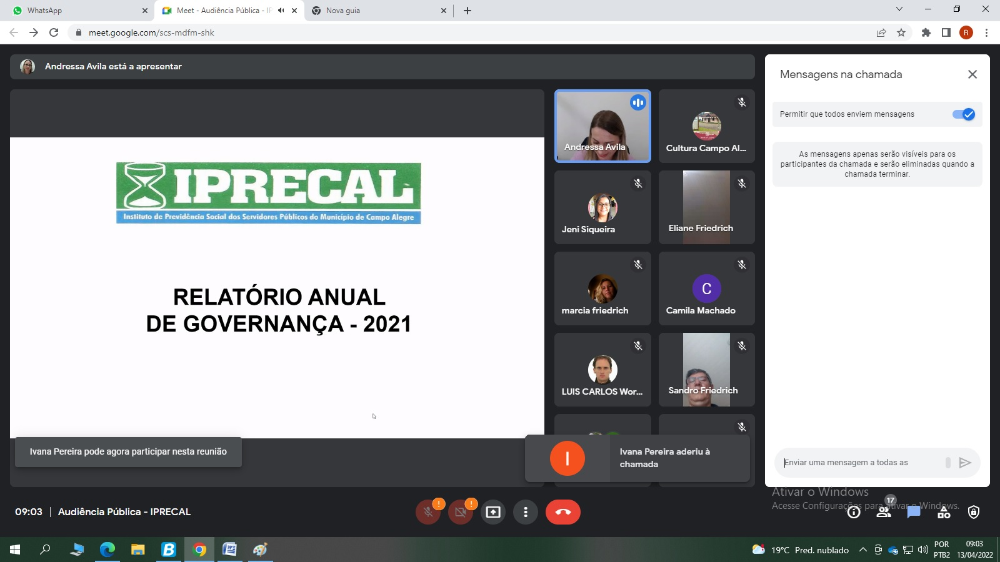 WhatsApp
Meet - Audiência Pública - IP
Nova guia
meet.google.com/scs-mdfm-shk
R
Andressa Avila está a apresentar
IPRECAL
Instituto de Previdência Social dos Servidores Públicos do Município de Campo Alegre
RELATÓRIO ANUAL
DE GOVERNANÇA - 2021
Andressa Avila
Cultura Campo Al...
Jeni Siqueira
Eliane Friedrich
marcia friedrich
C
Camila Machado
LUIS CARLOS Wor...
Sandro Friedrich
Ivana Pereira pode agora participar nesta reunião
I
Ivana Pereira aderiu à
chamada
Mensagens na chamada
Permitir que todos enviem mensagens
As mensagens apenas serão visíveis para os
participantes da chamada e serão eliminadas quando a
chamada terminar.
Enviar uma mensagem a todas as
Ativar o Windows
Acesse Configurações para ativar o Windows.
09:03
Audiência Pública - IPRECAL
17
19°C Pred. nublado
POR
PTB2
09:03
13/04/2022